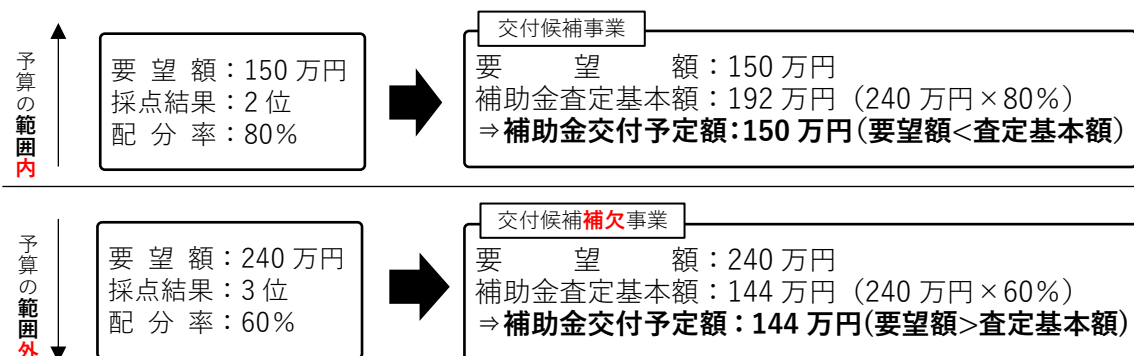 予算の範囲内
要 望 額：150 万円
採点結果：2 位
配 分 率：80%
交付候補事業
要 望 額：150 万円
補助金査定基本額：192 万円（240 万円×80%）
⇒補助金交付予定額：150 万円（要望額<査定基本額）
予算の範囲外
要 望 額：240 万円
採点結果：3 位
配 分 率：60%
交付候補補欠事業
要 望 額：240 万円
補助金査定基本額：144 万円（240 万円×60%）
⇒補助金交付予定額：144 万円(要望額>査定基本額)